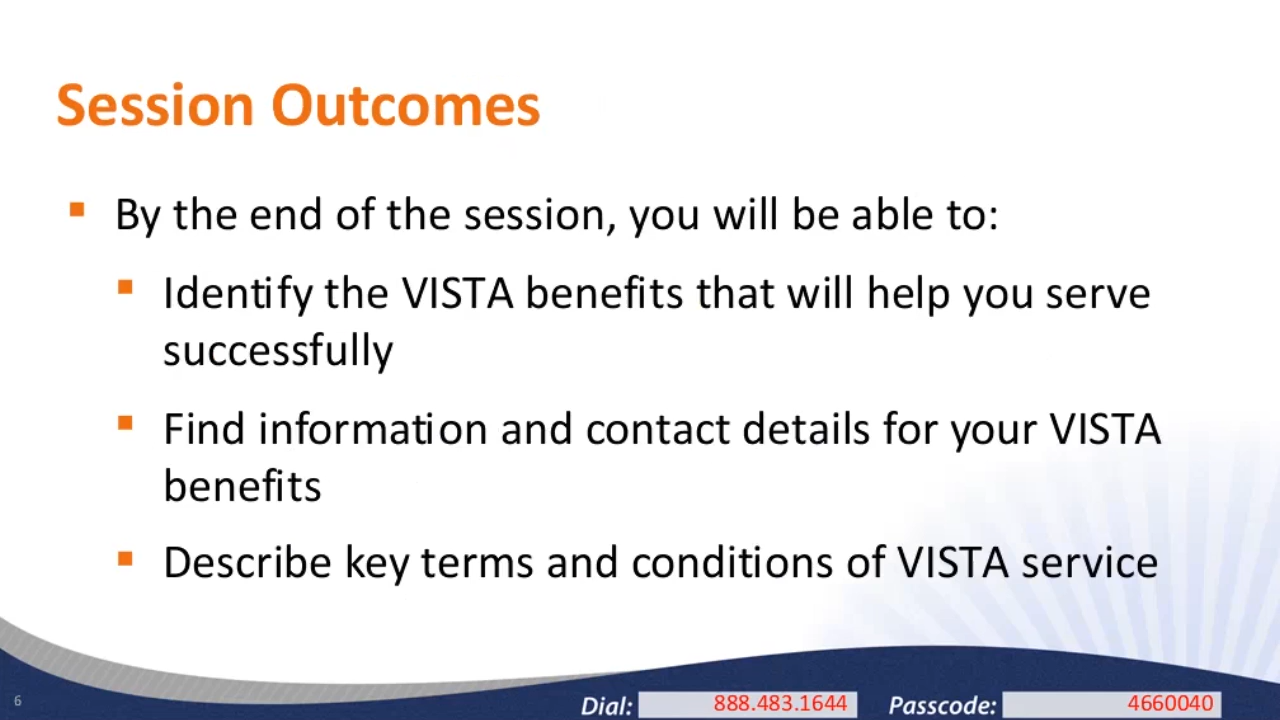 Session Outcomes
By the end of the session, you will be able to:
Identify the VISTA benefits that will help you serve
successfully
Find information and contact details for your VISTA
benefits
Describe key terms and conditions of VISTA service
6
Dial: 888.483.1644 Passcode: 4660040